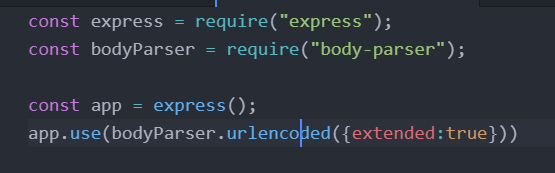 const express = require("express");
const bodyParser = require("body-parser");
const app = express();
app.use(bodyParser.urlencoded({extended:true}))